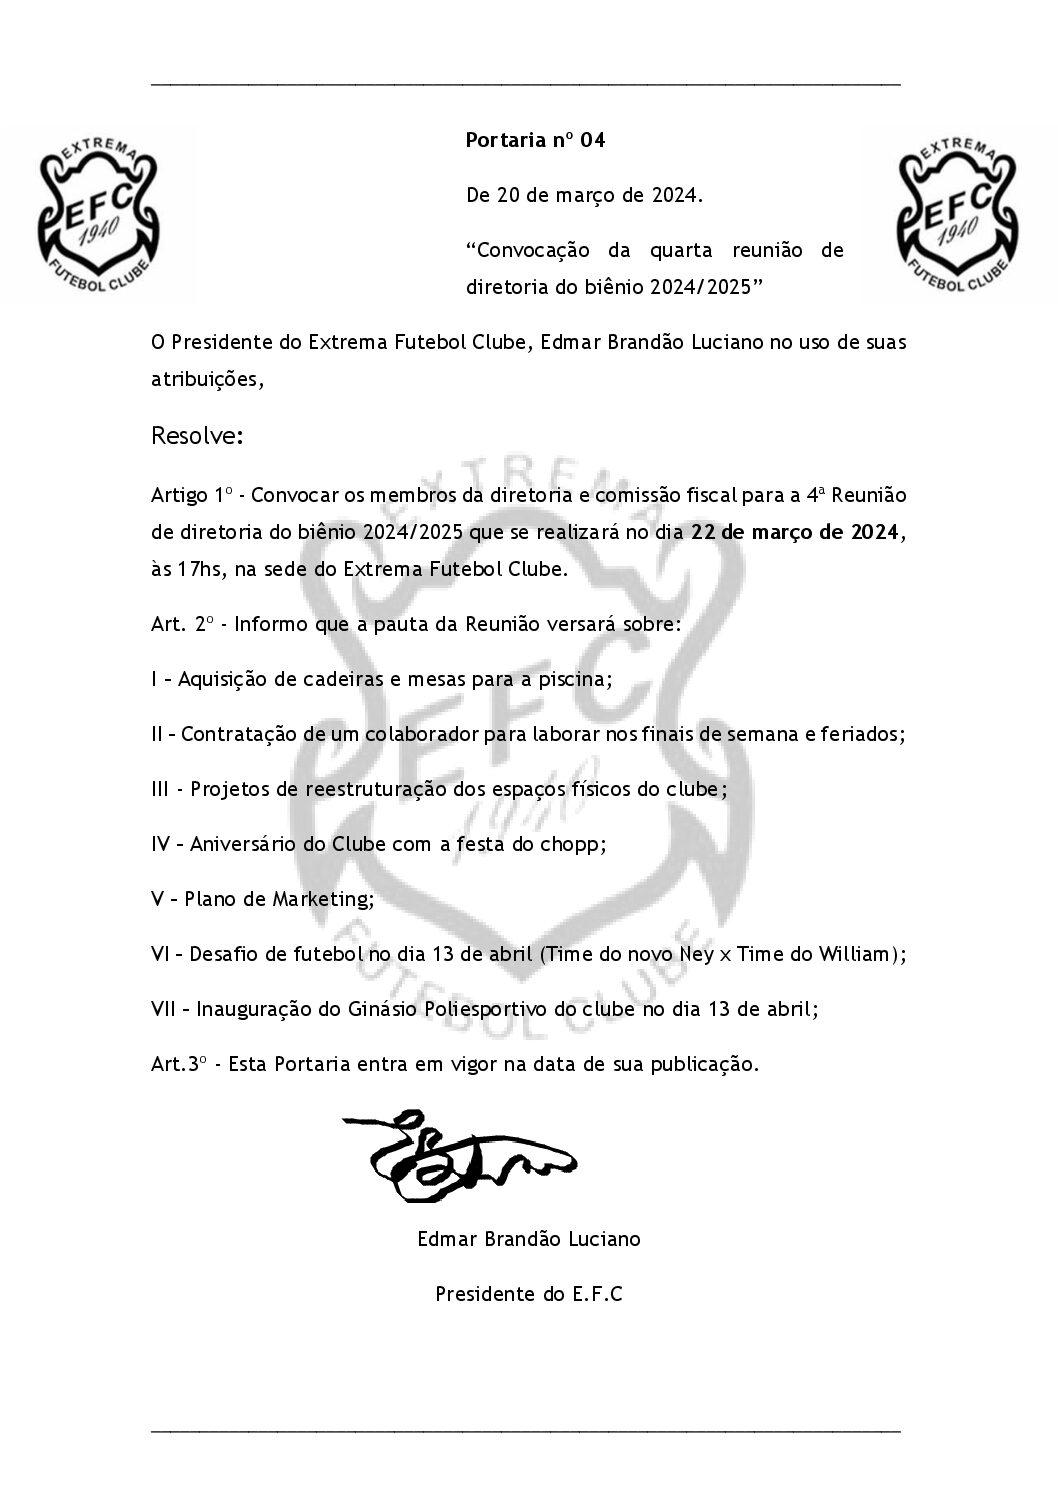 EXTREMA
EFC
1940
FUTEBOL CLUBE
Portaria nº 04
De 20 de março de 2024.
“Convocação da quarta reunião de
diretoria do biênio 2024/2025”
EXTREMA
EFC
1940
FUTEBOL CLUBE
O Presidente do Extrema Futebol Clube, Edmar Brandão Luciano no uso de suas
atribuições,
Resolve:
Artigo 1º - Convocar os membros da diretoria e comissão fiscal para a 4ª Reunião
de diretoria do biênio 2024/2025 que se realizará no dia 22 de março de 2024,
às 17hs, na sede do Extrema Futebol Clube.
Art. 2º - Informo que a pauta da Reunião versará sobre:
I – Aquisição de cadeiras e mesas para a piscina;
II – Contratação de um colaborador para laborar nos finais de semana e feriados;
III - Projetos de reestruturação dos espaços físicos do clube;
IV – Aniversário do Clube com a festa do chopp;
V – Plano de Marketing;
VI – Desafio de futebol no dia 13 de abril (Time do novo Ney x Time do William);
VII – Inauguração do Ginásio Poliesportivo do clube no dia 13 de abril;
Art.3º - Esta Portaria entra em vigor na data de sua publicação.
EXTREMA
EFC
1940
FUTEBOL CLUBE
Edmar Brandão Luciano
Presidente do E.F.C